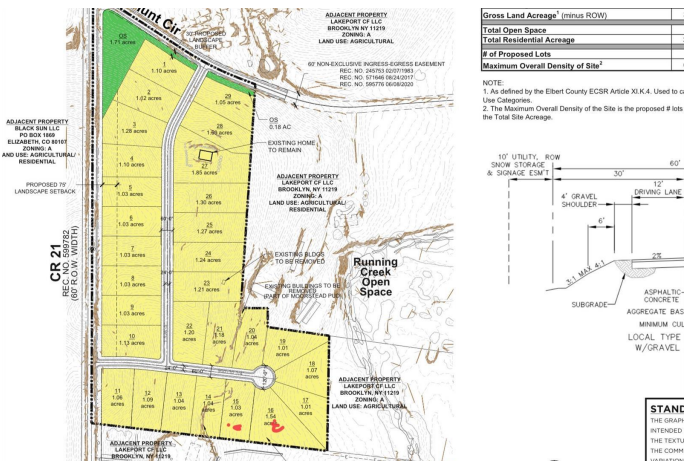 unt Cir
ADJACENT PROPERTY
LAKEPORT CF LLC
BROOKLYN NY 11219
ZONING: A
LAND USE: AGRICULTURAL
OS
1.71 acres
30' PROPOSED
LANDSCAPE
BUFFER
60' NON-EXCLUSIVE INGRESS-EGRESS EASEMENT
REC. NO. 245753 02/07/1983
REC. NO. 571646 08/24/2017
REC. NO. 595776 06/08/2020
1
1.10 acres
2
1.02 acres
29
1.05 acres
OS
0.18 AC
ADJACENT PROPERTY
BLACK SUN LLC
PO BOX 1869
ELIZABETH, CO 80107
ZONING: A
AND USE: AGRICULTURAL/
RESIDENTIAL
3
1.28 acres
28
acres
EXISTING HOME
TO REMAIN
4
1.10 acres
27
1.85 acres
ADJACENT PROPERTY
LAKEPORT CF LLC
BROOKLYN, NY 11219
ZONING: A
LAND USE: AGRICULTURAL/
RESIDENTIAL
PROPOSED 75'
LANDSCAPE SETBACK
5
1.03 acres
26
1.30 acres
6
1.03 acres
25
1.27 acres
CR 21
REC. NO. 599782
(60' R.O.W. WIDTH)
7
1.03 acres
24
1.24 acres
EXISTING BLDGS
TO BE REMOVED
Running
Creek
Open
Space
8
1.03 acres
23
1.21 acres
EXISTING BUILDINGS TO BE
REMOVED
(PART OF MOORSTEAD PUD)
9
1.03 acres
10
1.13 acres
22
1.20
acres
21
1.18
acres
20
1.04
acres
19
1.01
acres
18
1.07
acres
11
1.06
acres
12
1.09
acres
13
1.04
acres
14
1.04
acres
15
1.03
acres
16
1.54
acres
17
1.01
acres
ADJACENT PROPERTY
LAKEPORT CF LLC
BROOKLYN, NY 11219
ZONING: A
LAND USE: AGRICULTURAL
ADJACENT PROPERTY
LAKEPORT CF LLC
BROOKLYN, NY 11219
Gross Land Acreage1 (minus ROW)
Total Open Space
Total Residential Acreage
# of Proposed Lots
Maximum Overall Density of Site2
NOTE:
1. As defined by the Elbert County ECSR Article XI.K.4. Used to ca
Use Categories.
2. The Maximum Overall Density of the Site is the proposed # lots
the Total Site Acreage.
10' UTILITY, ROW
SNOW STORAGE
& SIGNAGE ESM'T
60'
30'
12'
DRIVING LANE
4' GRAVEL
SHOULDER
6'
3:1 MAX 4:1
2%
SUBGRADE
ASPHALTIC-
CONCRETE
AGGREGATE BAS
MINIMUM CUL
LOCAL TYPE
W/GRAVEL
STAND
THE GRAPH
INTENDED
THE TEXTU
THE COMM